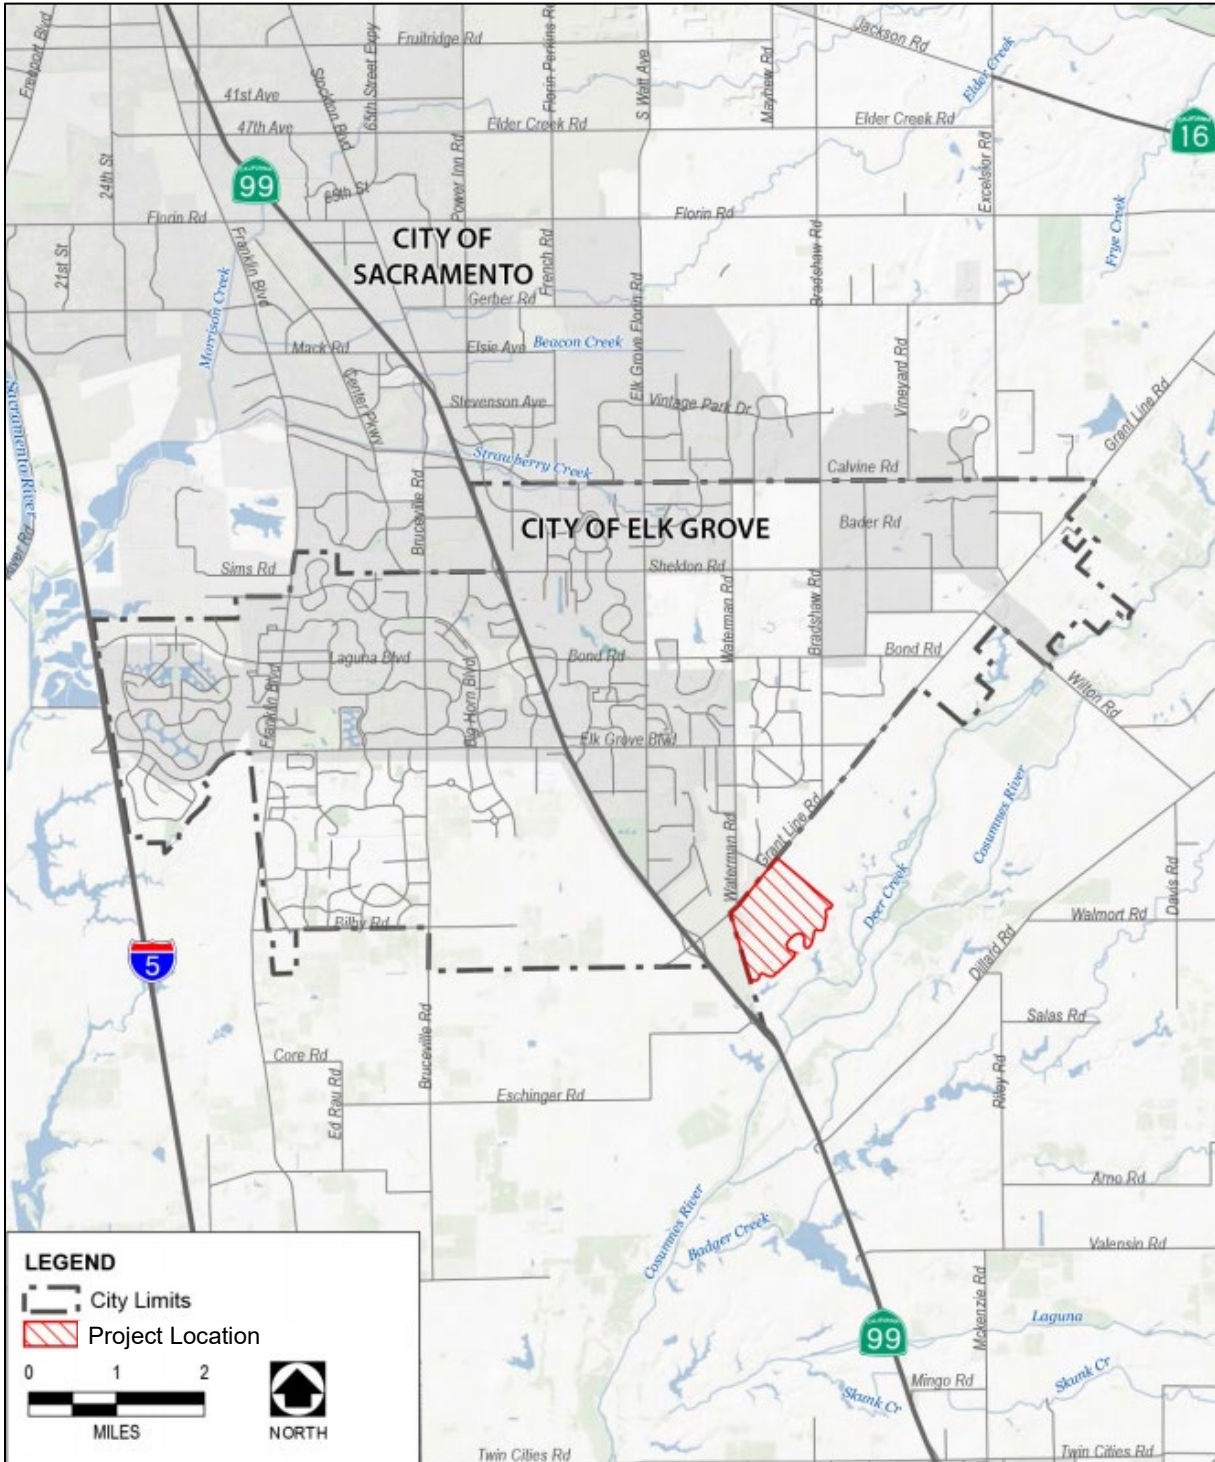 Freeport Blvd
Fruitridge Rd
65th Street Expy
Florin Perkins Rd
S Watt Ave
Mayhew Rd
Jackson Rd
Elder Creek
41st Ave
Stockton Blvd
47th Ave
Elder Creek Rd
Elder Creek Rd
CALIFORNIA
16
24th St
CALIFORNIA
99
65th St
Power Inn Rd
Excelsior Rd
Florin Rd
Florin Rd
Frye Creek
21st St
Franklin Blvd
CITY OF
SACRAMENTO
French Rd
Bradshaw Rd
Morrison Creek
Gerber Rd
Elk Grove Florin Rd
Mack Rd
Elsie Ave
Beacon Creek
Vineyard Rd
Center Pkwy
Stevenson Ave
Vintage Park Dr
Grant Line Rd
Sacramento River
River Rd
Strawberry Creek
Calvine Rd
Bruceville Rd
CITY OF ELK GROVE
Bader Rd
Sims Rd
Sheldon Rd
Waterman Rd
Bradshaw Rd
Laguna Blvd
Bond Rd
Bond Rd
Franklin Blvd
Big Horn Blvd
Wilton Rd
Elk Grove Blvd
Cosumnes River
Grant Line Rd
Waterman Rd
Deer Creek
Davis Rd
Bilby Rd
Walmort Rd
Dillard Rd
5
Salas Rd
Bruceville Rd
Core Rd
Ed Rau Rd
Eschinger Rd
Riley Rd
Arno Rd
Cosumnes River
Badger Creek
Valensin Rd
LEGEND
City Limits
Project Location
0 1 2
MILES
NORTH
Mckenzie Rd
Laguna
CALIFORNIA
99
Mingo Rd
Skunk Cr
Skunk Cr
Twin Cities Rd
Twin Cities Rd